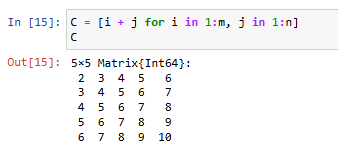 In [15]: C = [i + j for i in 1:m, j in 1:n]
C
Out[15]: 5×5 Matrix{Int64}:
2 3 4 5 6
3 4 5 6 7
4 5 6 7 8
5 6 7 8 9
6 7 8 9 10